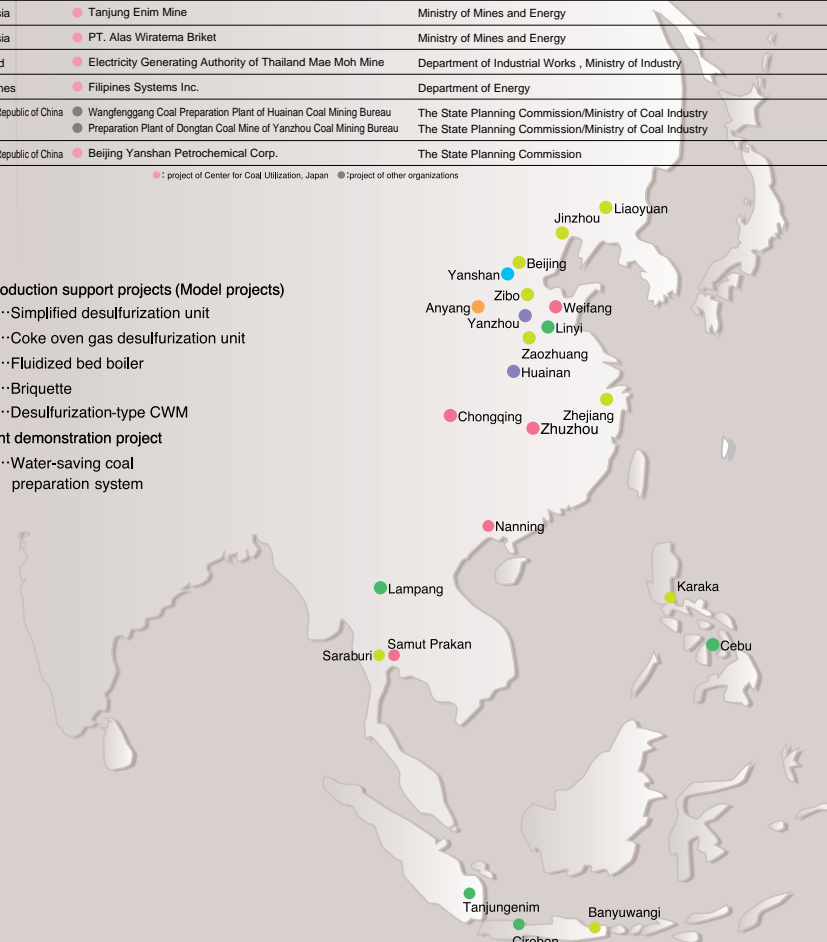 sia Tanjung Enim Mine Ministry of Mines and Energy
sia PT. Alas Wiratema Briket Ministry of Mines and Energy
d Electricity Generating Authority of Thailand Mae Moh Mine Department of Industrial Works , Ministry of Industry
nes Filipines Systems Inc. Department of Energy
Republic of China Wangfenggang Coal Preparation Plant of Huainan Coal Mining Bureau The State Planning Commission/Ministry of Coal Industry
Preparation Plant of Dongtan Coal Mine of Yanzhou Coal Mining Bureau The State Planning Commission/Ministry of Coal Industry
Republic of China Beijing Yanshan Petrochemical Corp. The State Planning Commission
: project of Center for Coal Utilization, Japan :project of other organizations
Liaoyuan
Jinzhou
Beijing
Yanshan
oduction support projects (Model projects)
Zibo
Anyang
Weifang
··Simplified desulfurization unit
Yanzhou
Linyi
··Coke oven gas desulfurization unit
Zaozhuang
··Fluidized bed boiler
Huainan
··Briquette
··Desulfurization-type CWM
Chongqing
Zhejiang
Zhuzhou
nt demonstration project
··Water-saving coal
preparation system
Nanning
Lampang
Karaka
Samut Prakan
Cebu
Saraburi
Tanjungenim
Banyuwangi
Cirebon